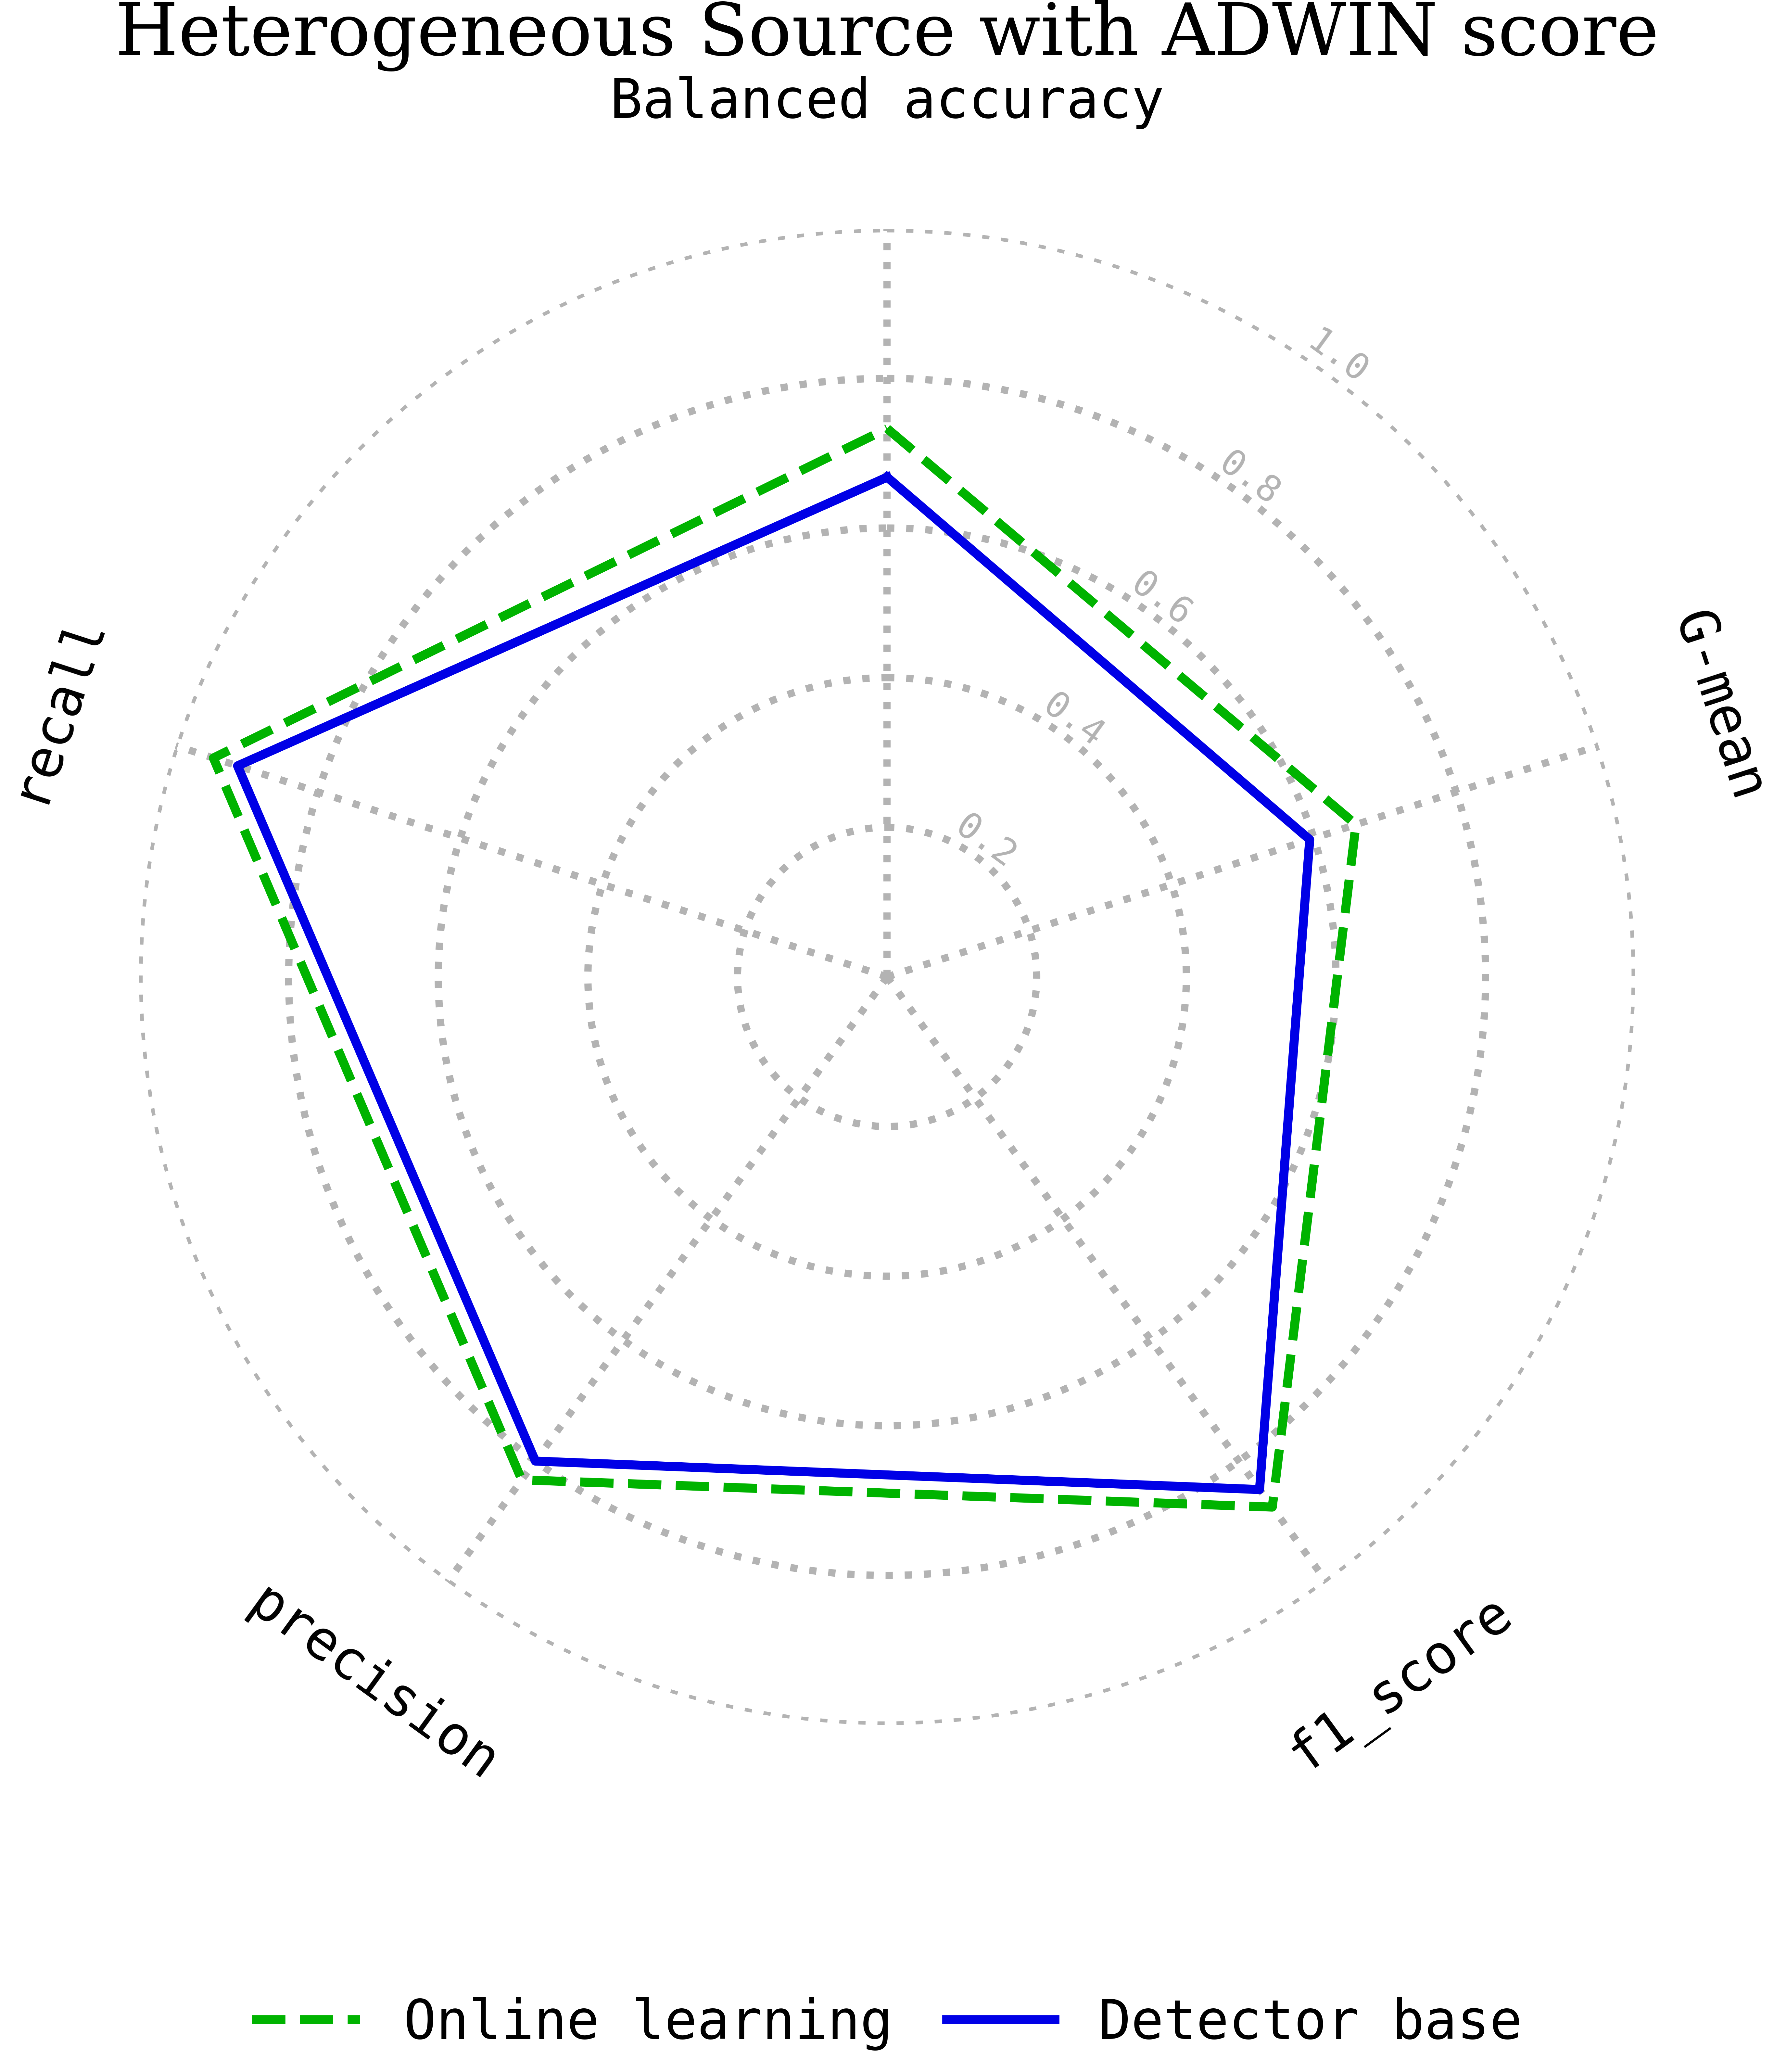 Heterogeneous Source with ADWIN score
Balanced accuracy
1.0
0.8
0.6
0.4
0.2
recall
G-mean
precision
f1_score
Online learning
Detector base